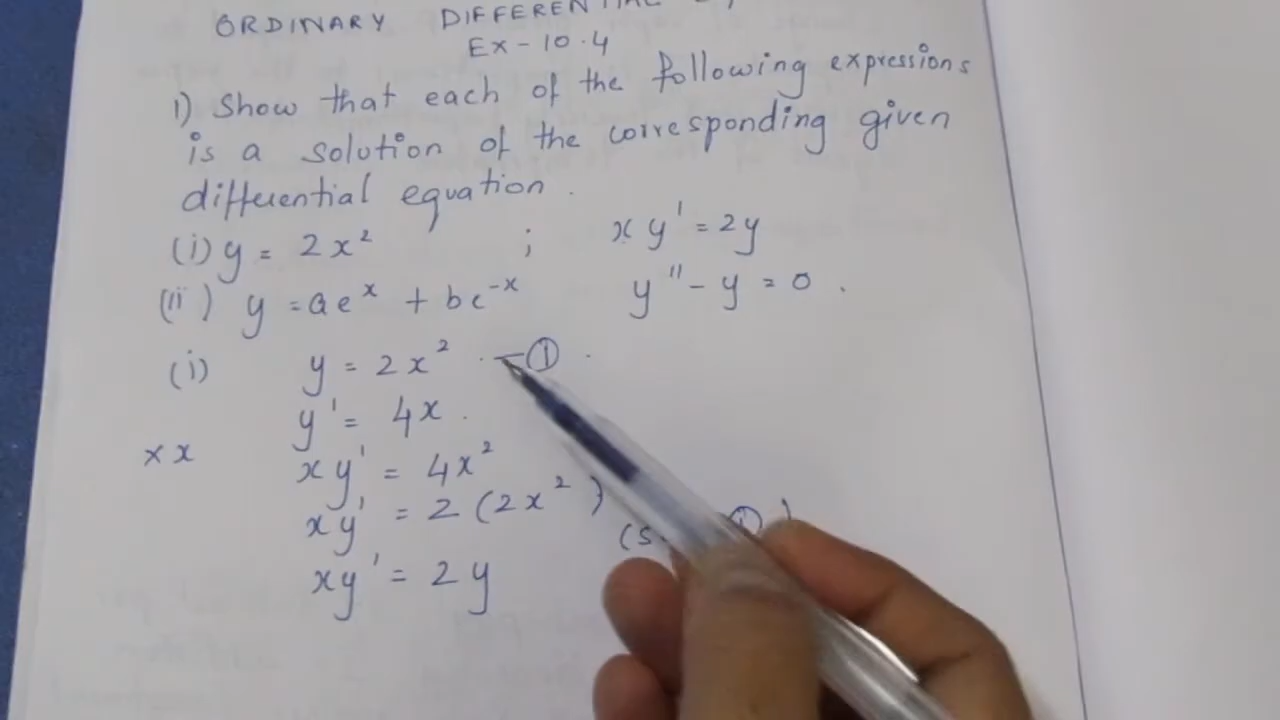 ORDINARY DIFFERENTIAL
Ex-10.4
1) Show that each of the following expressions
is a solution of the corresponding given
differential equation.
(i) y = 2x² ; xy' = 2y
(ii) y = ae^x + be^-x y'' - y = 0.
(i) y = 2x² — ①
y' = 4x.
× x xy' = 4x²
xy' = 2(2x²)
xy' = 2y